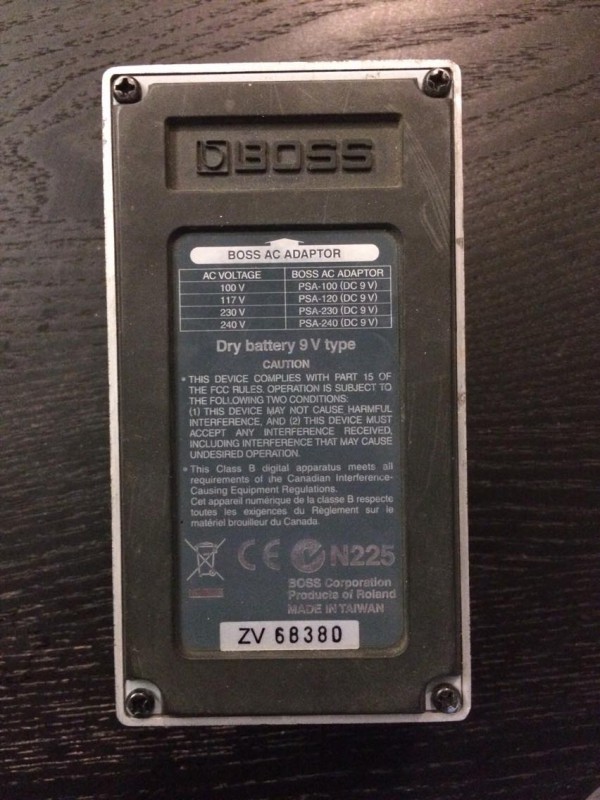 BOSS
BOSS AC ADAPTOR
AC VOLTAGE BOSS AC ADAPTOR
100 V PSA-100 (DC 9 V)
117 V PSA-120 (DC 9 V)
230 V PSA-230 (DC 9 V)
240 V PSA-240 (DC 9 V)
Dry battery 9 V type
CAUTION
• THIS DEVICE COMPLIES WITH PART 15 OF
THE FCC RULES. OPERATION IS SUBJECT TO
THE FOLLOWING TWO CONDITIONS:
(1) THIS DEVICE MAY NOT CAUSE HARMFUL
INTERFERENCE, AND (2) THIS DEVICE MUST
ACCEPT ANY INTERFERENCE RECEIVED,
INCLUDING INTERFERENCE THAT MAY CAUSE
UNDESIRED OPERATION.
• This Class B digital apparatus meets all
requirements of the Canadian Interference-
Causing Equipment Regulations.
Cet appareil numérique de la classe B respecte
toutes les exigences du Règlement sur le
matériel brouilleur du Canada.
CE N225
BOSS Corporation
Products of Roland
MADE IN TAIWAN
ZV 68380